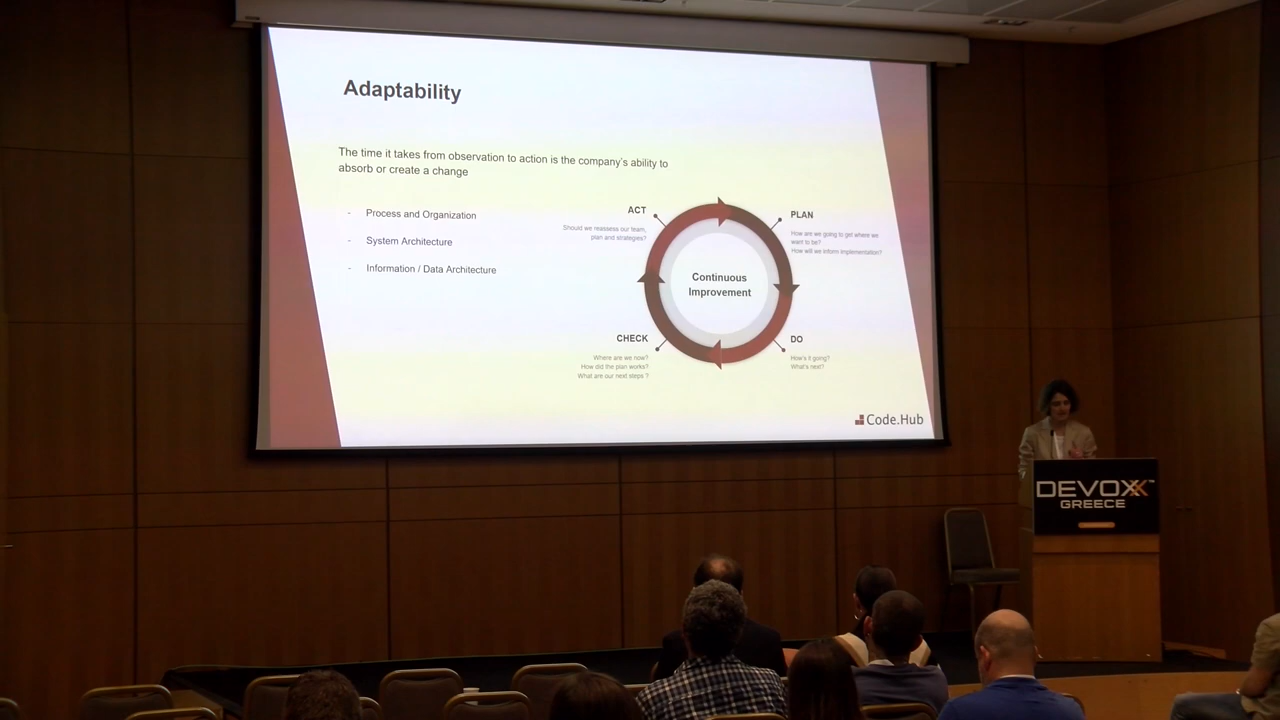 Adaptability
The time it takes from observation to action is the company's ability to
absorb or create a change
- Process and Organization
- System Architecture
- Information / Data Architecture
ACT
Should we reassess our team,
plan and strategies?
PLAN
How are we going to get where we
want to be?
How will we inform implementation?
Continuous
Improvement
CHECK
Where are we now?
How did the plan works?
What are our next steps ?
DO
How's it going?
What's next?
Code.Hub
DEVOXX™
GREECE